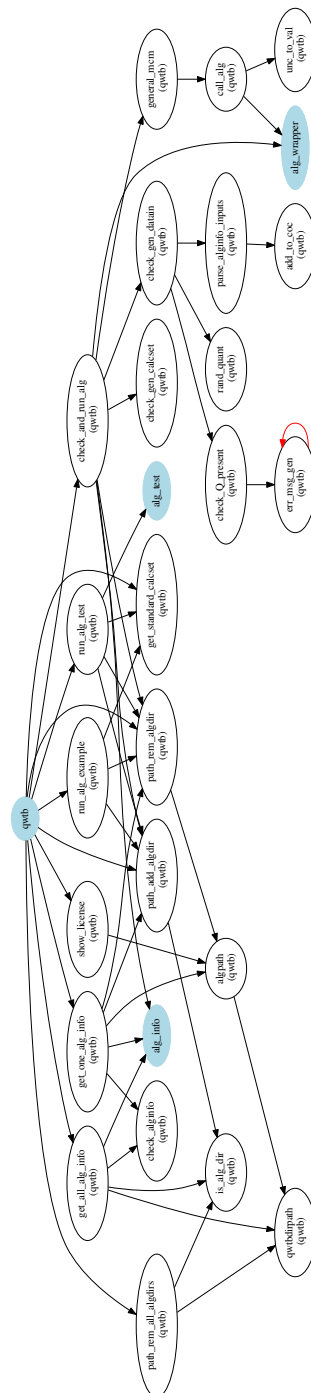 qwtb
get_all_alg_info
(qwtb)
get_one_alg_info
(qwtb)
show_license
(qwtb)
run_alg_example
(qwtb)
run_alg_test
(qwtb)
check_and_run_alg
(qwtb)
path_rem_all_algdirs
(qwtb)
check_alginfo
(qwtb)
alg_info
path_add_algdir
(qwtb)
path_rem_algdir
(qwtb)
get_standard_calcset
(qwtb)
alg_test
check_gen_calcset
(qwtb)
check_gen_datain
(qwtb)
general_mcm
(qwtb)
is_alg_dir
(qwtb)
algpath
(qwtb)
check_Q_present
(qwtb)
rand_quant
(qwtb)
parse_alginfo_inputs
(qwtb)
call_alg
(qwtb)
qwtbdirpath
(qwtb)
err_msg_gen
(qwtb)
add_to_coc
(qwtb)
alg_wrapper
unc_to_val
(qwtb)